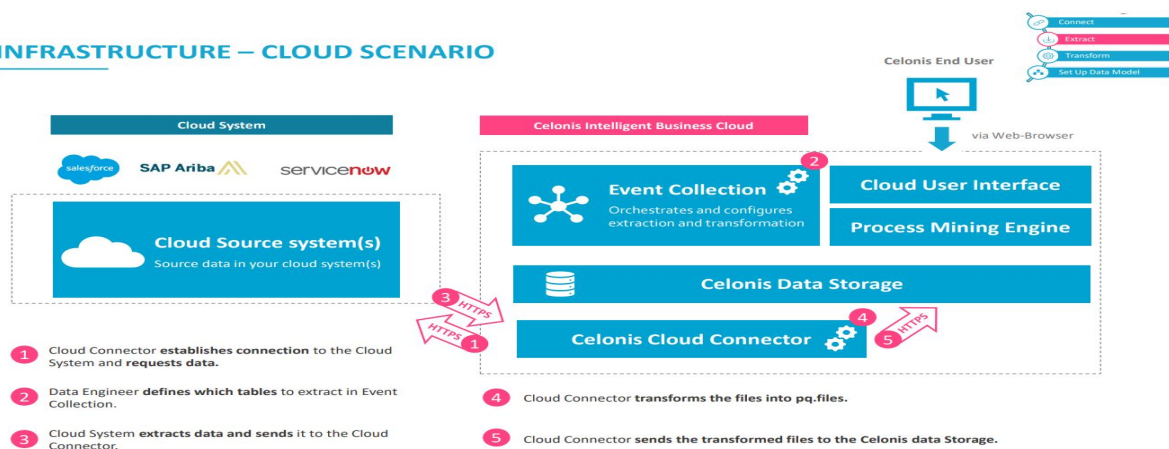 Connect
Extract
Transform
Set Up Data Model
INFRASTRUCTURE – CLOUD SCENARIO
Celonis End User
via Web-Browser
Cloud System
Celonis Intelligent Business Cloud
salesforce
SAP Ariba
servicenow
Cloud Source system(s)
Source data in your cloud system(s)
2
Event Collection
Orchestrates and configures
extraction and transformation
Cloud User Interface
Process Mining Engine
Celonis Data Storage
3
HTTPS
HTTPS
1
Celonis Cloud Connector
4
5
HTTPS
1
Cloud Connector establishes connection to the Cloud
System and requests data.
2
Data Engineer defines which tables to extract in Event
Collection.
3
Cloud System extracts data and sends it to the Cloud
Connector.
4
Cloud Connector transforms the files into pq.files.
5
Cloud Connector sends the transformed files to the Celonis data Storage.